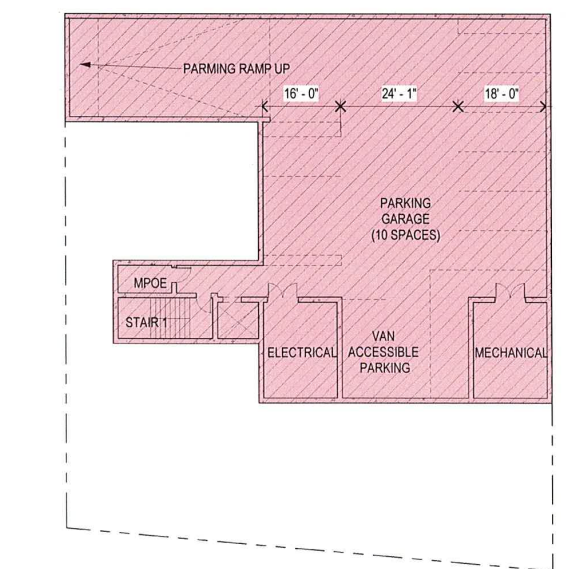 PARMING RAMP UP
16' - 0"
24' - 1"
18' - 0"
PARKING
GARAGE
(10 SPACES)
MPOE
STAIR 1
ELECTRICAL
VAN
ACCESSIBLE
PARKING
MECHANICAL